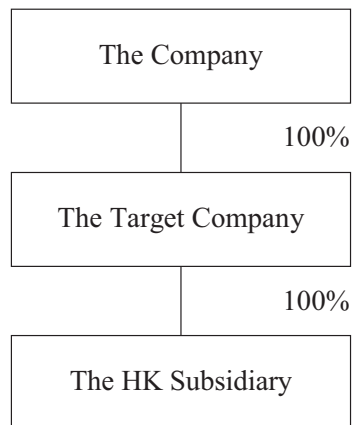 The Company
100%
The Target Company
100%
The HK Subsidiary